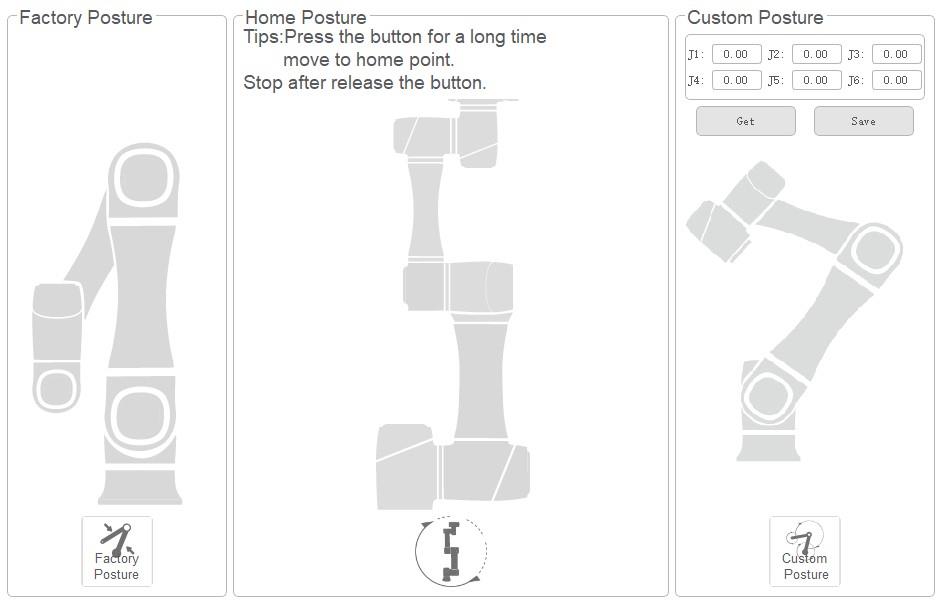 Factory Posture
Home Posture
Tips:Press the button for a long time
move to home point.
Stop after release the button.
Custom Posture
J1: 0.00 J2: 0.00 J3: 0.00
J4: 0.00 J5: 0.00 J6: 0.00
Get Save
Factory
Posture
Custom
Posture